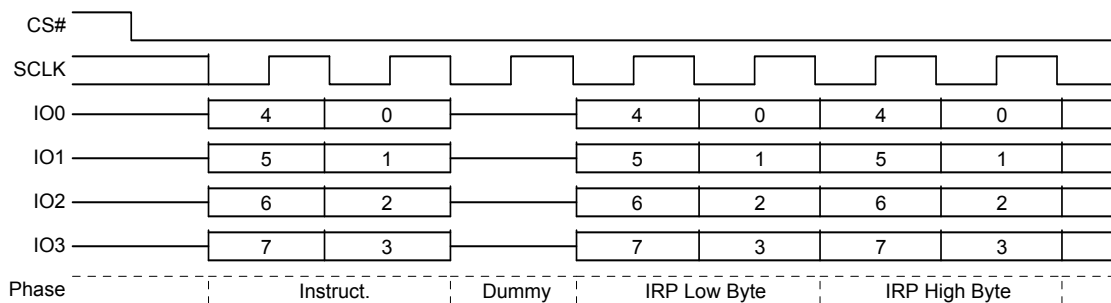 CS#
SCLK
IO0 4 0 4 0 4 0
IO1 5 1 5 1 5 1
IO2 6 2 6 2 6 2
IO3 7 3 7 3 7 3
Phase Instruct. Dummy IRP Low Byte IRP High Byte